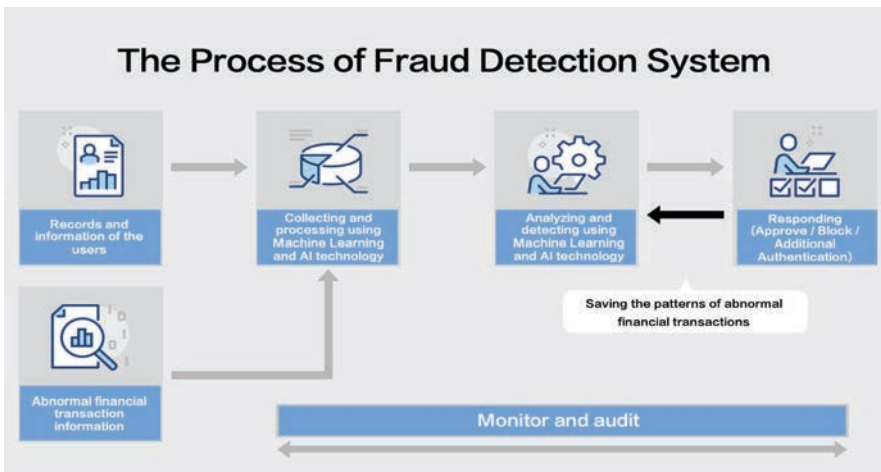 The Process of Fraud Detection System
Records and
information of the
users
Collecting and
processing using
Machine Learning
and AI technology
Analyzing and
detecting using
Machine Learning
and AI technology
Responding
(Approve / Block /
Additional
Authentication)
Saving the patterns of abnormal
financial transactions
Abnormal financial
transaction
information
Monitor and audit